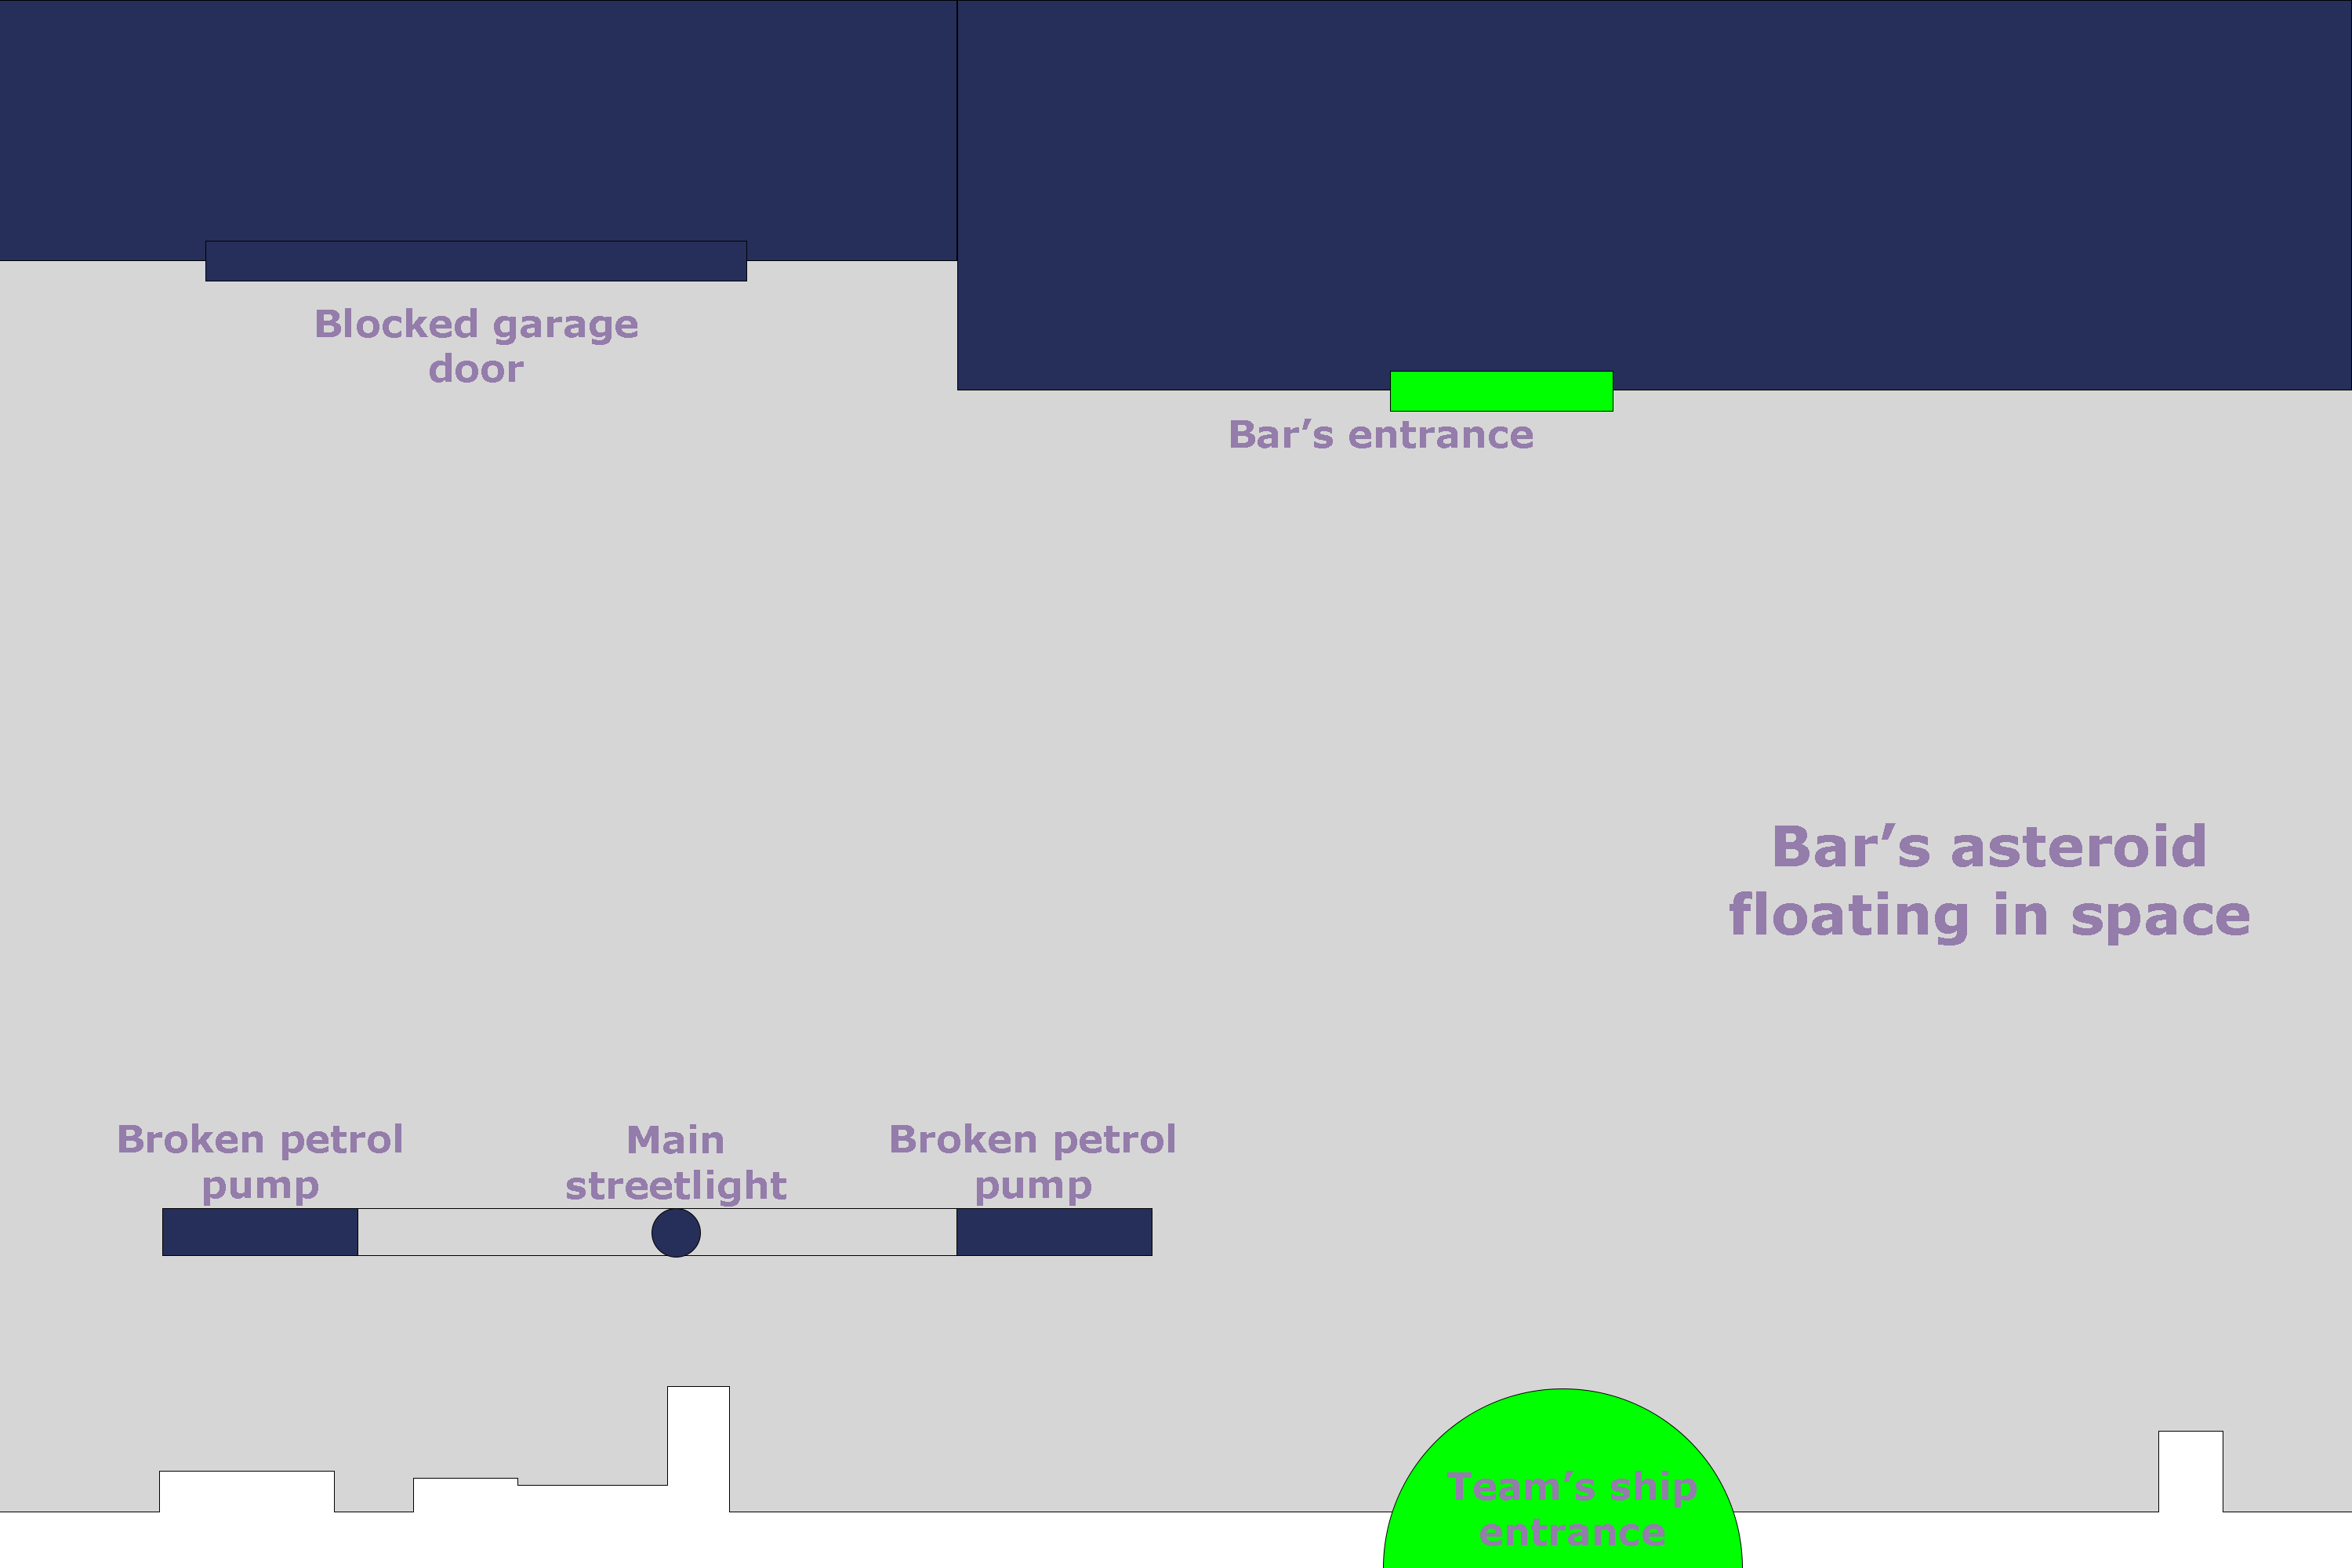 Blocked garage
door
Bar's entrance
Bar's asteroid
floating in space
Broken petrol
pump
Main
streetlight
Broken petrol
pump
Team's ship
entrance